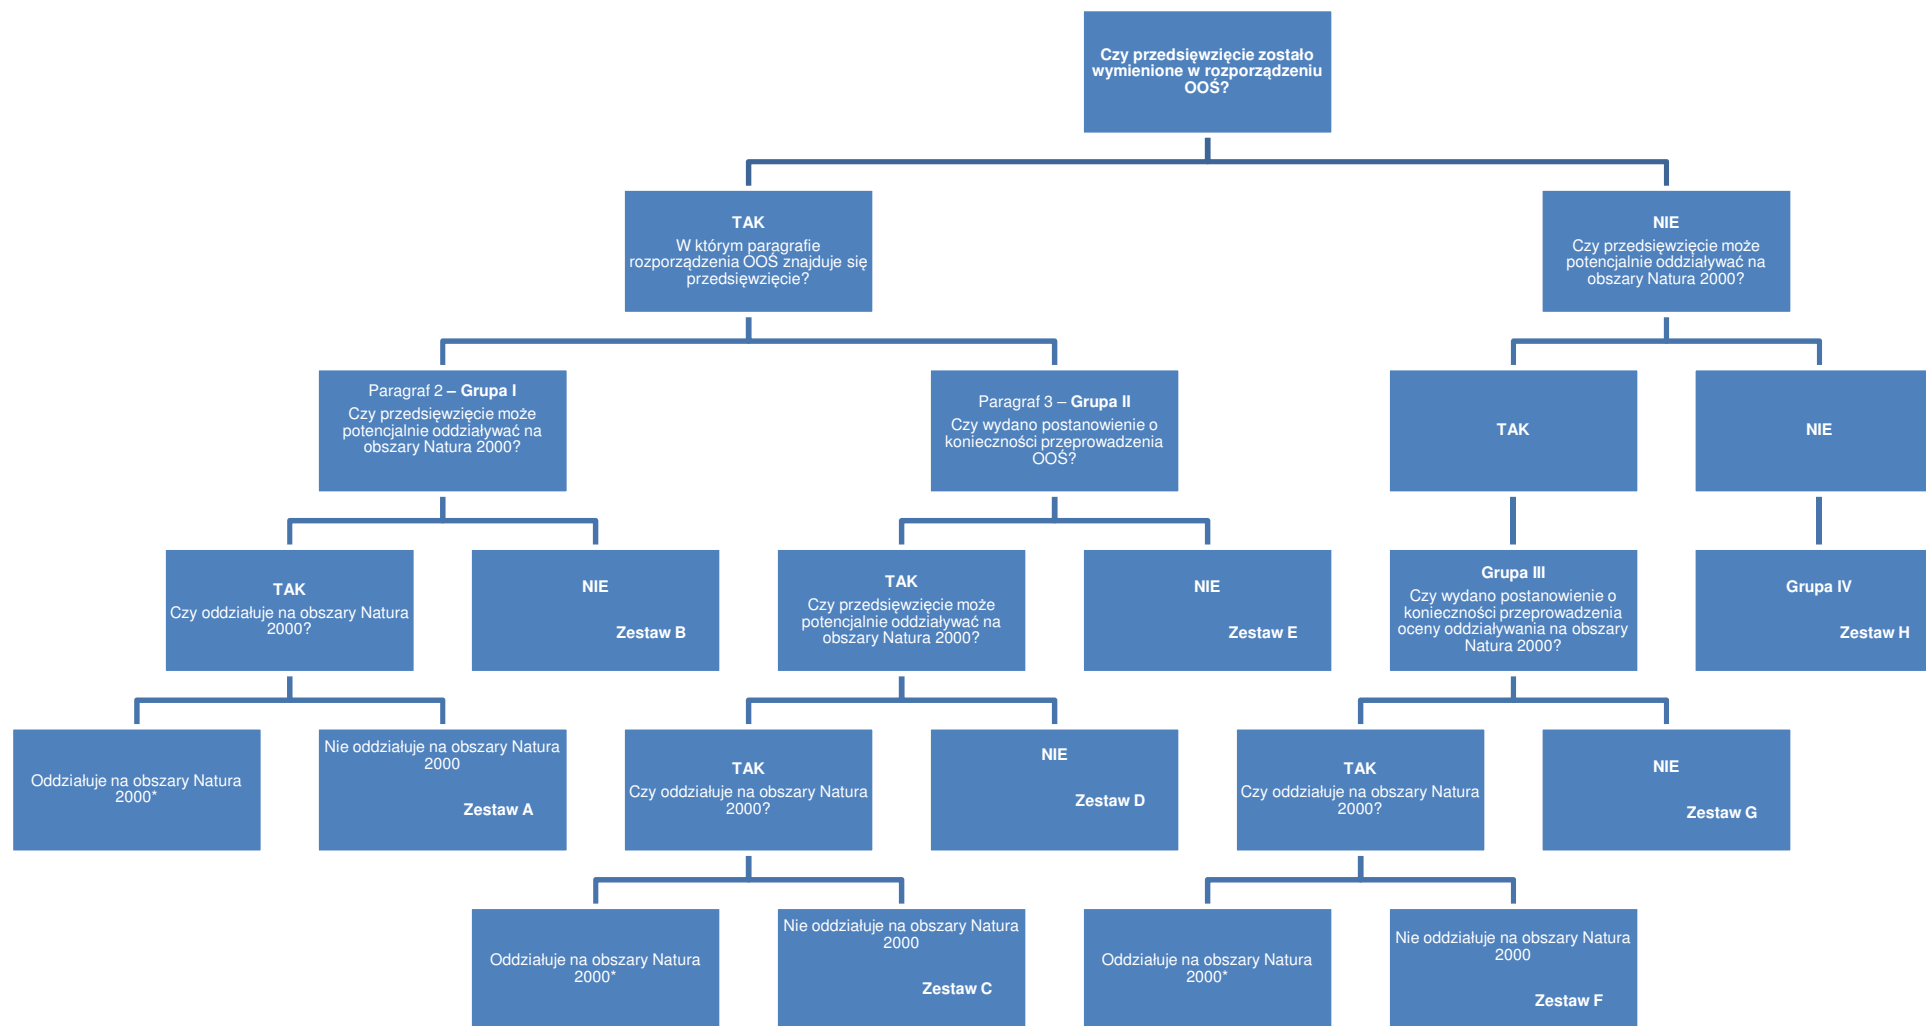 Czy przedsięwzięcie zostało
wymienione w rozporządzeniu
OOŚ?
TAK
W którym paragrafie
rozporządzenia OOŚ znajduje się
przedsięwzięcie?
NIE
Czy przedsięwzięcie może
potencjalnie oddziaływać na
obszary Natura 2000?
Paragraf 2 – Grupa I
Czy przedsięwzięcie może
potencjalnie oddziaływać na
obszary Natura 2000?
Paragraf 3 – Grupa II
Czy wydano postanowienie o
konieczności przeprowadzenia
OOŚ?
TAK
NIE
TAK
Czy oddziałuje na obszary Natura
2000?
NIE
Zestaw B
TAK
Czy przedsięwzięcie może
potencjalnie oddziaływać na
obszary Natura 2000?
NIE
Zestaw E
Grupa III
Czy wydano postanowienie o
konieczności przeprowadzenia
oceny oddziaływania na obszary
Natura 2000?
Grupa IV
Zestaw H
Oddziałuje na obszary Natura
2000*
Nie oddziałuje na obszary Natura
2000
Zestaw A
TAK
Czy oddziałuje na obszary Natura
2000?
NIE
Zestaw D
TAK
Czy oddziałuje na obszary Natura
2000?
NIE
Zestaw G
Oddziałuje na obszary Natura
2000*
Nie oddziałuje na obszary Natura
2000
Zestaw C
Oddziałuje na obszary Natura
2000*
Nie oddziałuje na obszary Natura
2000
Zestaw F